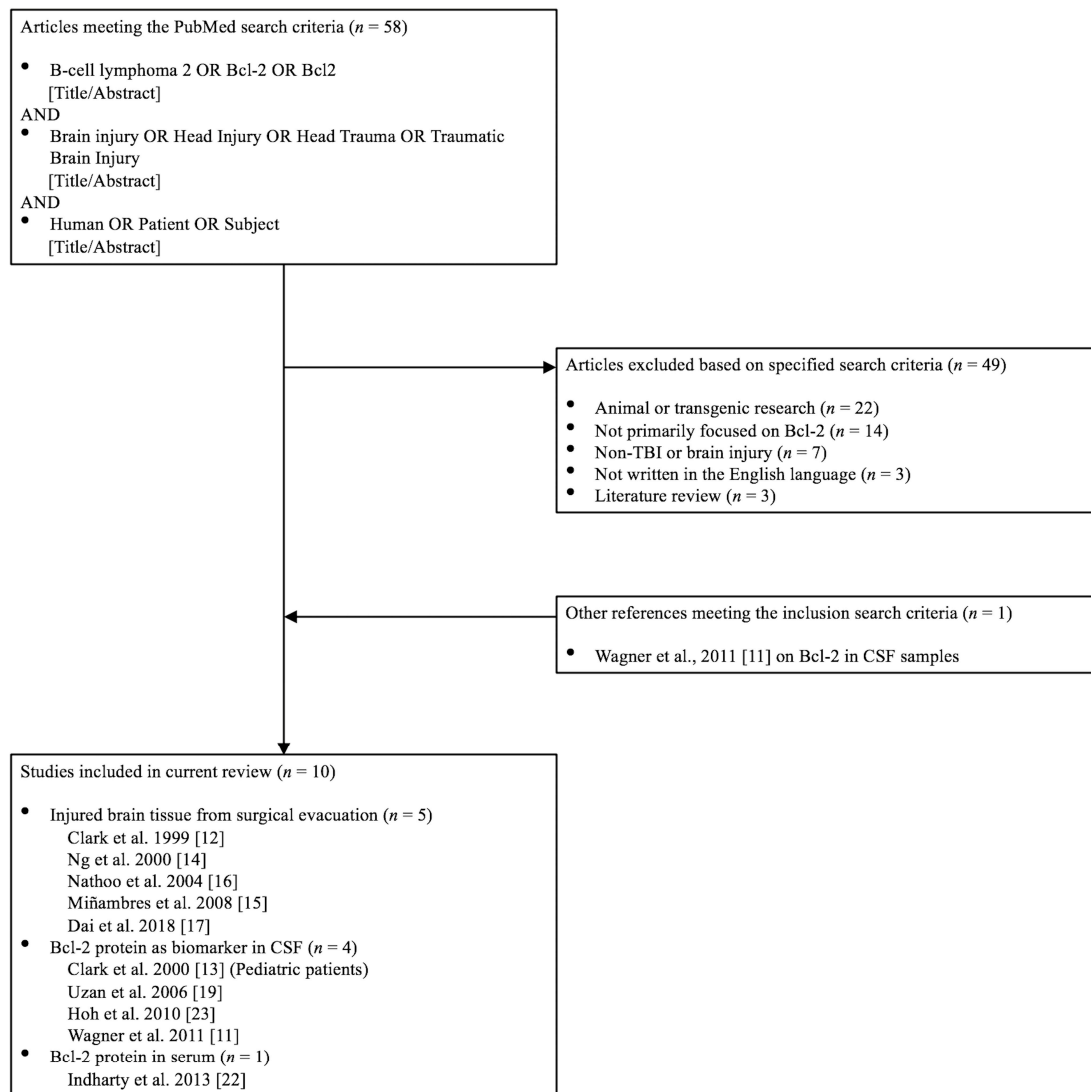 Articles meeting the PubMed search criteria (n = 58)
• B-cell lymphoma 2 OR Bcl-2 OR Bcl2
[Title/Abstract]
AND
• Brain injury OR Head Injury OR Head Trauma OR Traumatic
Brain Injury
[Title/Abstract]
AND
• Human OR Patient OR Subject
[Title/Abstract]
Articles excluded based on specified search criteria (n = 49)
• Animal or transgenic research (n = 22)
• Not primarily focused on Bcl-2 (n = 14)
• Non-TBI or brain injury (n = 7)
• Not written in the English language (n = 3)
• Literature review (n = 3)
Other references meeting the inclusion search criteria (n = 1)
• Wagner et al., 2011 [11] on Bcl-2 in CSF samples
Studies included in current review (n = 10)
• Injured brain tissue from surgical evacuation (n = 5)
Clark et al. 1999 [12]
Ng et al. 2000 [14]
Nathoo et al. 2004 [16]
Miñambres et al. 2008 [15]
Dai et al. 2018 [17]
• Bcl-2 protein as biomarker in CSF (n = 4)
Clark et al. 2000 [13] (Pediatric patients)
Uzan et al. 2006 [19]
Hoh et al. 2010 [23]
Wagner et al. 2011 [11]
• Bcl-2 protein in serum (n = 1)
Indharty et al. 2013 [22]